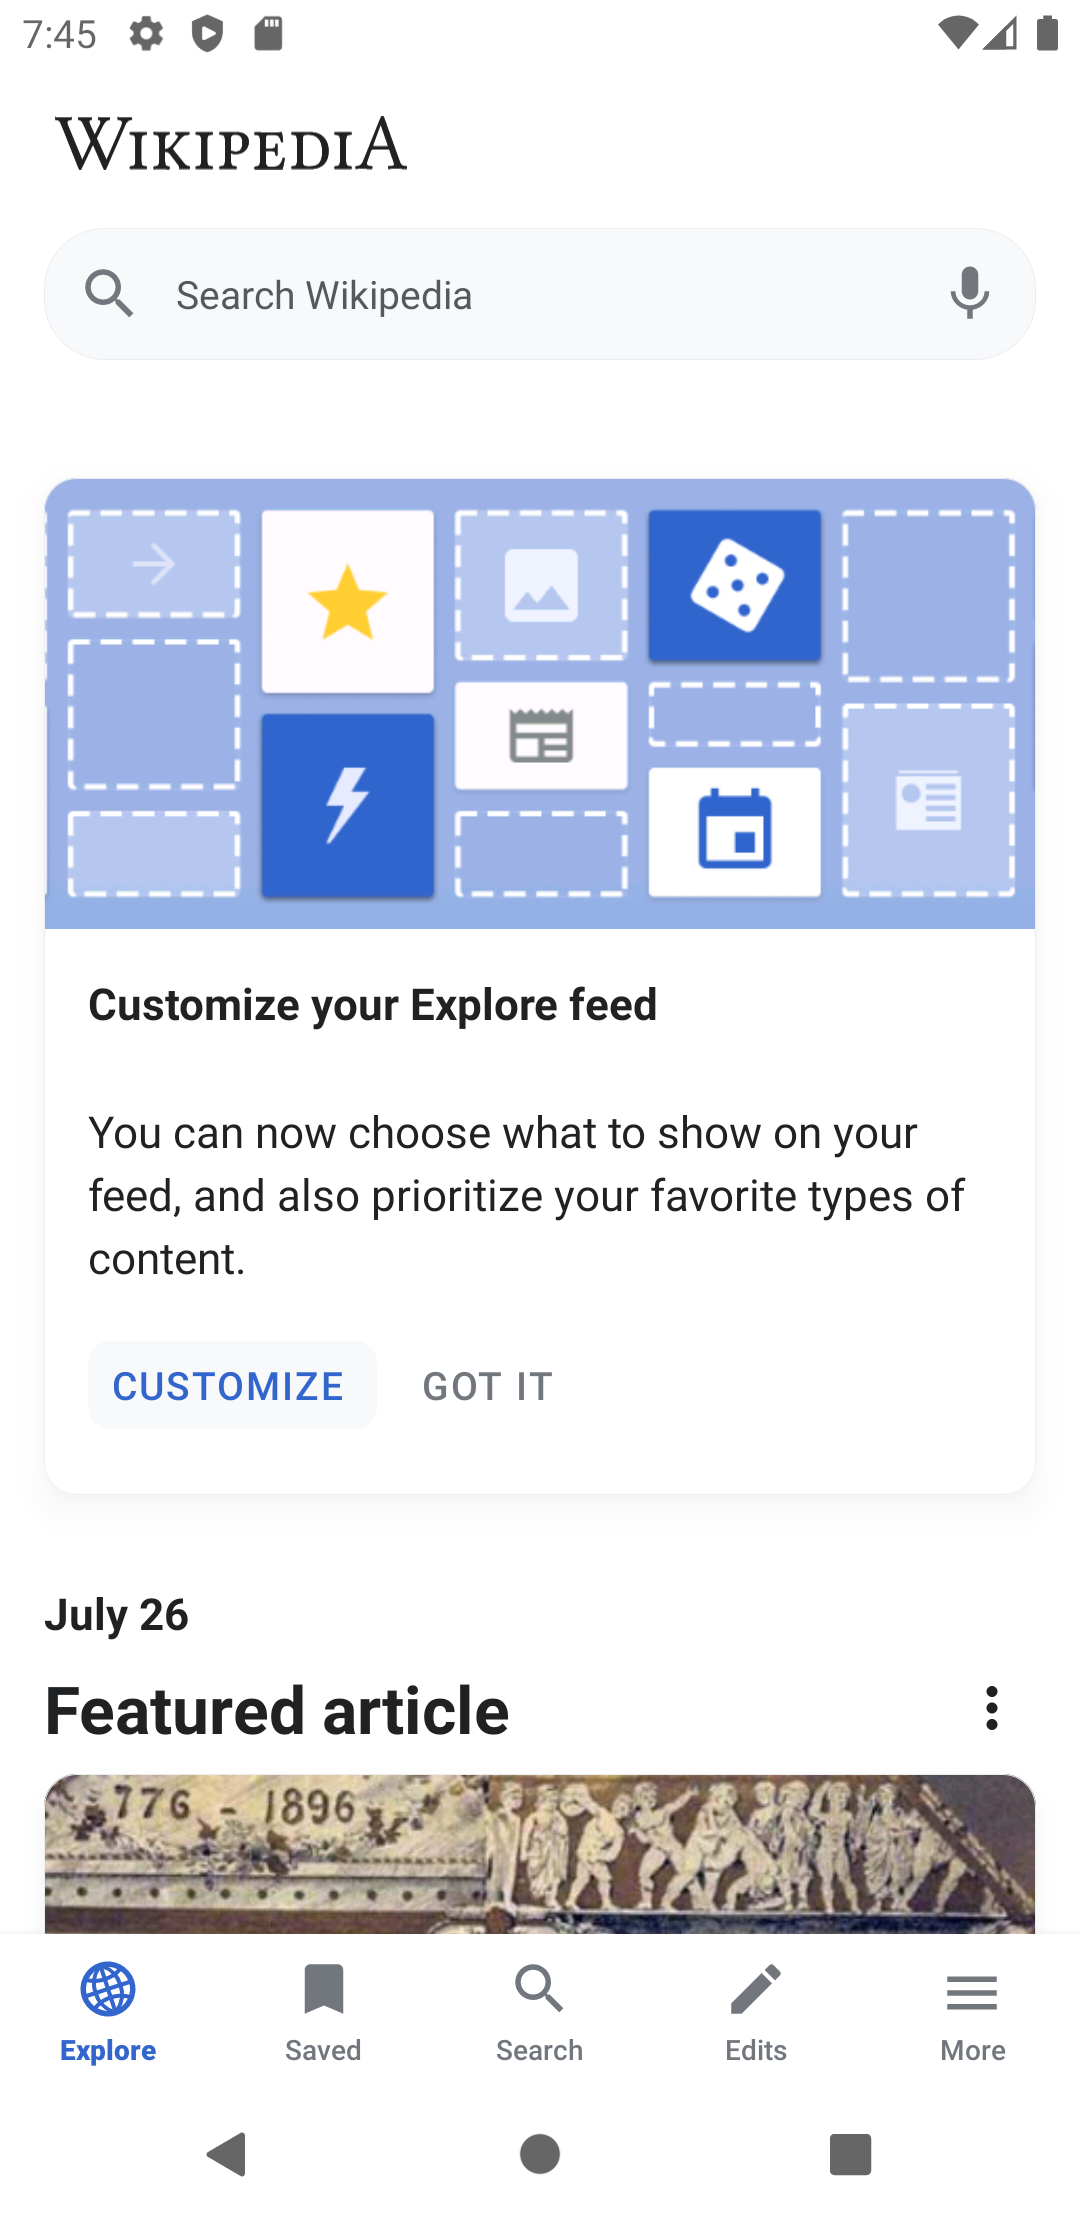 7:45
WIKIPEDIA
Search Wikipedia
Customize your Explore feed
You can now choose what to show on your
feed, and also prioritize your favorite types of
content.
CUSTOMIZE GOT IT
July 26
Featured article
776 - 1896
Explore Saved Search Edits More